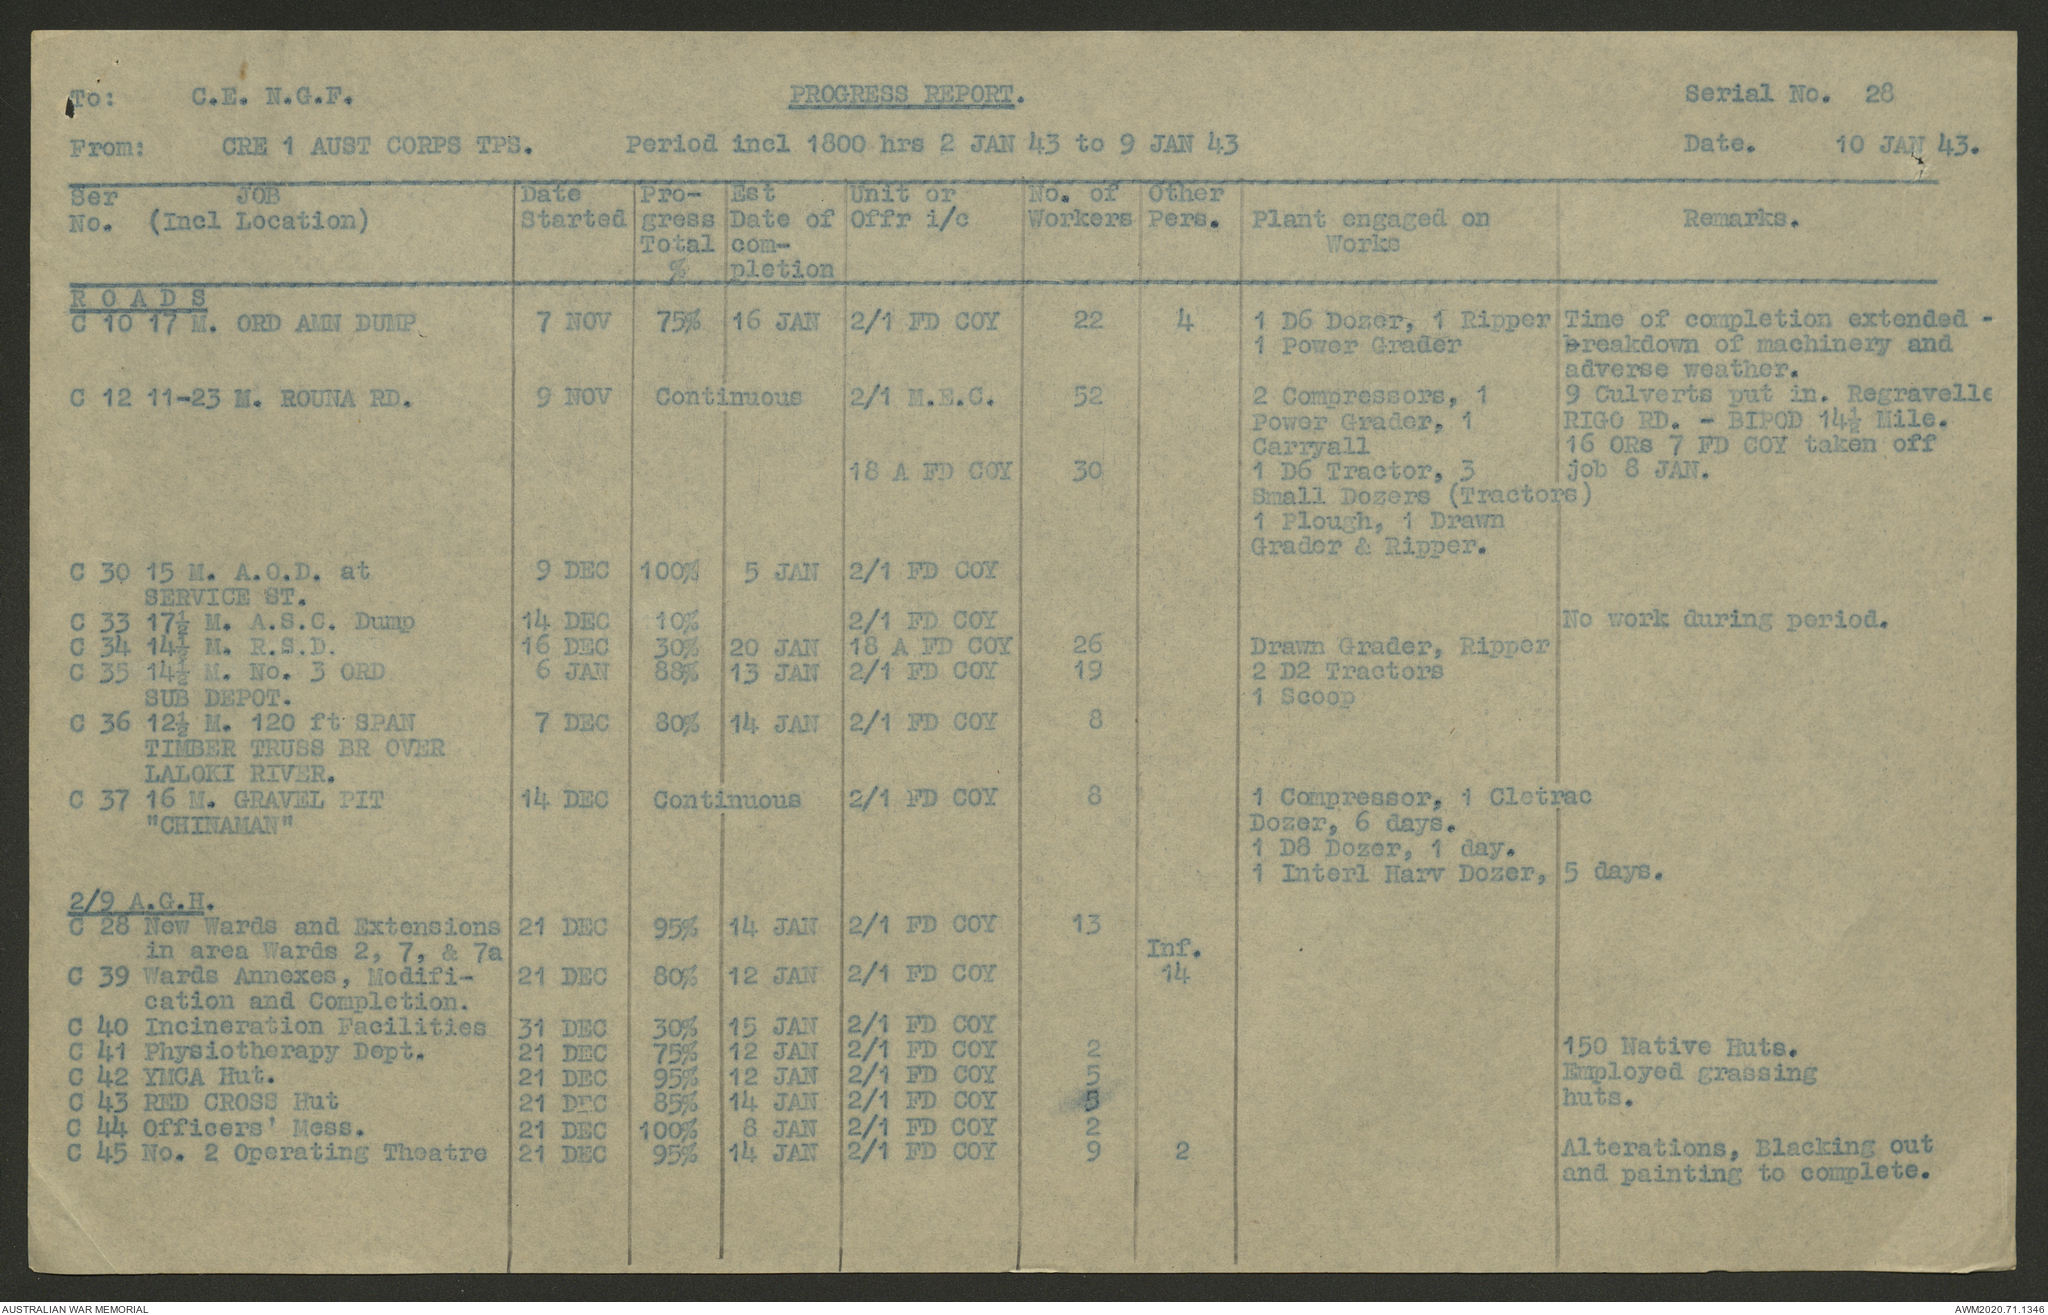 To: C.E. N.G.F. PROGRESS REPORT. Serial No. 28
From: CRE 1 AUST CORPS TPS. Period incl 1800 hrs 2 JAN 43 to 9 JAN 43 Date. 10 JAN 43.
Ser JOB Date Pro- Est Unit or No. of Other
No. (Incl Location) Started gress Date of Offr i/c Workers Pers. Plant engaged on Remarks.
Total com- Works
% pletion
ROADS
C 10 17 M. ORD AMN DUMP 7 NOV 75% 16 JAN 2/1 FD COY 22 4 1 D6 Dozer, 1 Ripper Time of completion extended -
1 Power Grader breakdown of machinery and
adverse weather.
C 12 11-23 M. ROUNA RD. 9 NOV Continuous 2/1 M.E.C. 52 2 Compressors, 1 9 Culverts put in. Regravelle
Power Grader, 1 RIGO RD. - BIPOD 14½ Mile.
Carryall 16 ORs 7 FD COY taken off
18 A FD COY 30 1 D6 Tractor, 3 job 8 JAN.
Small Dozers (Tractors)
1 Plough, 1 Drawn
Grader & Ripper.
C 30 15 M. A.O.D. at 9 DEC 100% 5 JAN 2/1 FD COY
SERVICE ST.
C 33 17½ M. A.S.C. Dump 14 DEC 10% 2/1 FD COY No work during period.
C 34 14½ M. R.S.D. 16 DEC 30% 20 JAN 18 A FD COY 26 Drawn Grader, Ripper
C 35 14½ M. No. 3 ORD 6 JAN 88% 13 JAN 2/1 FD COY 19 2 D2 Tractors
SUB DEPOT. 1 Scoop
C 36 12½ M. 120 ft SPAN 7 DEC 80% 14 JAN 2/1 FD COY 8
TIMBER TRUSS BR OVER
LALOKI RIVER.
C 37 16 M. GRAVEL PIT 14 DEC Continuous 2/1 FD COY 8 1 Compressor, 1 Cletrac
"CHINAMAN" Dozer, 6 days.
1 D8 Dozer, 1 day.
1 Interl Harv Dozer, 5 days.
2/9 A.G.H.
C 28 New Wards and Extensions 21 DEC 95% 14 JAN 2/1 FD COY 13
in area Wards 2, 7, & 7a Inf.
C 39 Wards Annexes, Modifi- 21 DEC 80% 12 JAN 2/1 FD COY 14
cation and Completion.
C 40 Incineration Facilities 31 DEC 30% 15 JAN 2/1 FD COY
C 41 Physiotherapy Dept. 21 DEC 75% 12 JAN 2/1 FD COY 2 150 Native Huts.
C 42 YMCA Hut. 21 DEC 95% 12 JAN 2/1 FD COY 5 Employed grassing
C 43 RED CROSS Hut 21 DEC 85% 14 JAN 2/1 FD COY huts.
C 44 Officers' Mess. 21 DEC 100% 8 JAN 2/1 FD COY 2
C 45 No. 2 Operating Theatre 21 DEC 95% 14 JAN 2/1 FD COY 9 2 Alterations, Blacking out
and painting to complete.
AUSTRALIAN WAR MEMORIAL AWM2020.71.1346